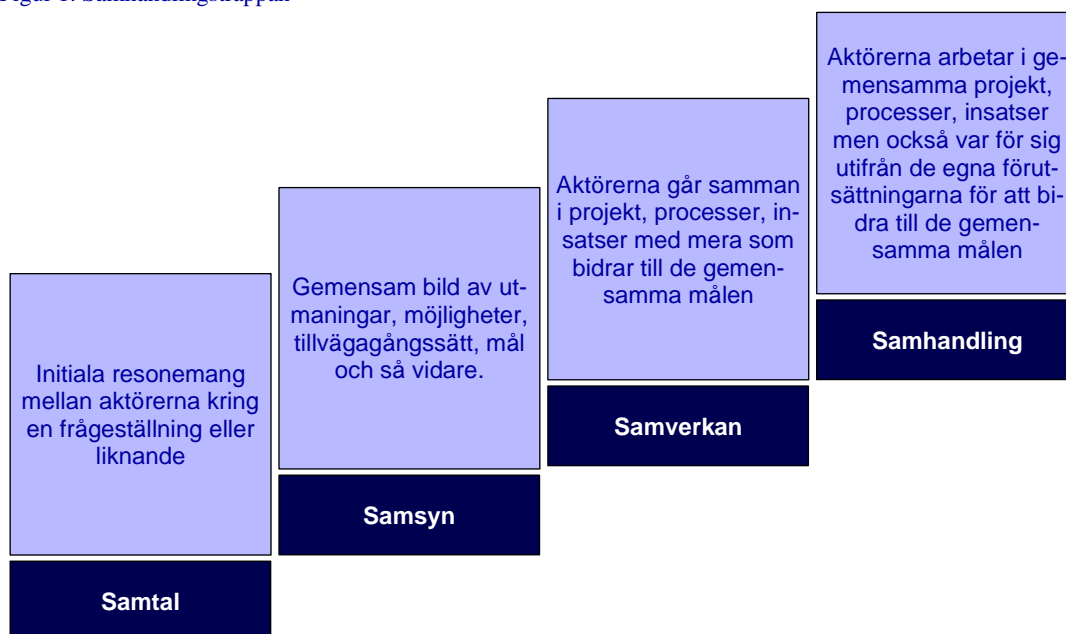 Initiala resonemang
mellan aktörerna kring
en frågeställning eller
liknande
Samtal
Gemensam bild av ut-
maningar, möjligheter,
tillvägagångssätt, mål
och så vidare.
Samsyn
Aktörerna går samman
i projekt, processer, in-
satser med mera som
bidrar till de gemen-
samma målen
Samverkan
Aktörerna arbetar i ge-
mensamma projekt,
processer, insatser
men också var för sig
utifrån de egna förut-
sättningarna för att bi-
dra till de gemen-
samma målen
Samhandling